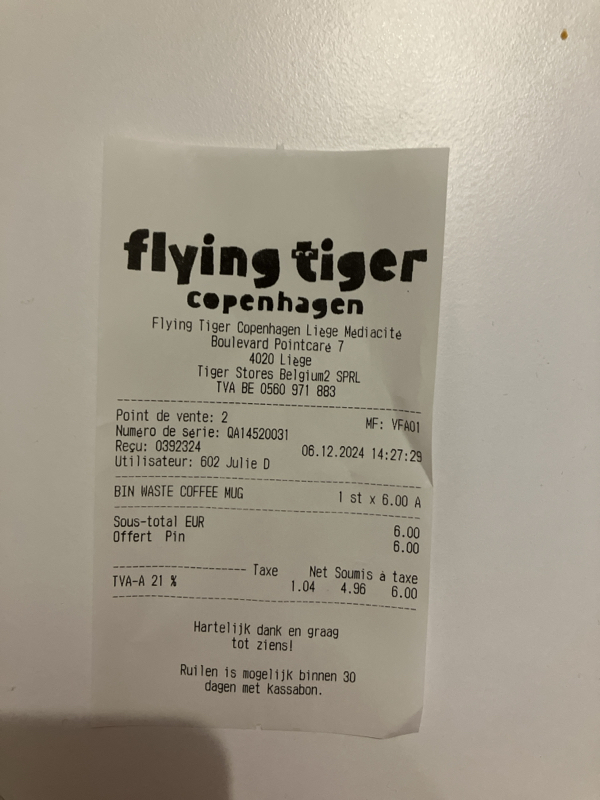 flying tiger
copenhagen
Flying Tiger Copenhagen Liège Médiacité
Boulevard Pointcaré 7
4020 Liège
Tiger Stores Belgium2 SPRL
TVA BE 0560 971 883
Point de vente: 2 MF: VFA01
Numéro de série: QA14520031
Reçu: 0392324 06.12.2024 14:27:29
Utilisateur: 602 Julie D
BIN WASTE COFFEE MUG 1 st x 6.00 A
Sous-total EUR 6.00
Offert Pin 6.00
Taxe Net Soumis à taxe
TVA-A 21 % 1.04 4.96 6.00
Hartelijk dank en graag
tot ziens!
Ruilen is mogelijk binnen 30
dagen met kassabon.